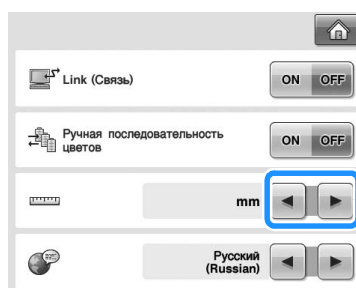 Link (Связь)
ON OFF
Ручная последовательность
цветов
ON OFF
mm
Русский
(Russian)